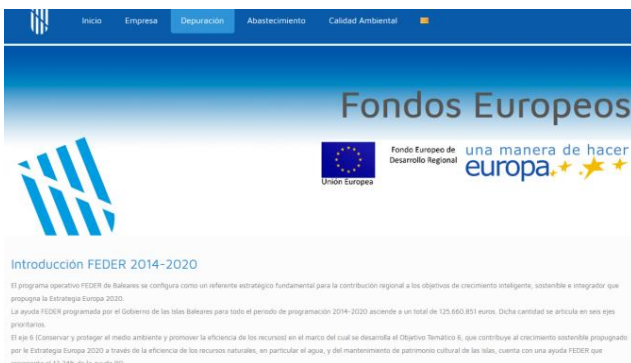 Inicio Empresa Depuración Abastecimiento Calidad Ambiental
Fondos Europeos
Unión Europea
Fondo Europeo de
Desarrollo Regional
una manera de hacer
europa
Introducción FEDER 2014-2020
El programa operativo FEDER de Baleares se configura como un referente estratégico fundamental para la contribución regional a los objetivos de crecimiento inteligente, sostenible e integrador que
propugna la Estrategia Europa 2020.
La ayuda FEDER programada por el Gobierno de las Islas Baleares para todo el periodo de programación 2014-2020 asciende a un total de 125.660.851 euros. Dicha cantidad se articula en seis ejes
prioritarios.
El eje 6 (Conservar y proteger el medio ambiente y promover la eficiencia de los recursos) en el marco del cual se desarrolla el Objetivo Temático 6, que contribuye al crecimiento sostenible propugnado
por le Estrategia Europa 2020 a través de la eficiencia de los recursos naturales, en particular el agua, y del mantenimiento de patrimonio cultural de las islas, cuenta con una ayuda FEDER que